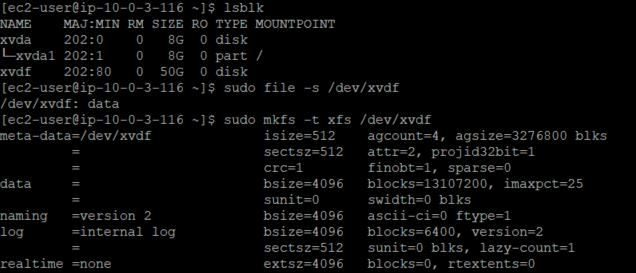 [ec2-user@ip-10-0-3-116 ~]$ lsblk
NAME    MAJ:MIN RM SIZE RO TYPE MOUNTPOINT
xvda    202:0    0   8G  0 disk
└─xvda1 202:1    0   8G  0 part /
xvdf    202:80   0  50G  0 disk
[ec2-user@ip-10-0-3-116 ~]$ sudo file -s /dev/xvdf
/dev/xvdf: data
[ec2-user@ip-10-0-3-116 ~]$ sudo mkfs -t xfs /dev/xvdf
meta-data=/dev/xvdf              isize=512    agcount=4, agsize=3276800 blks
         =                       sectsz=512   attr=2, projid32bit=1
         =                       crc=1        finobt=1, sparse=0
data     =                       bsize=4096   blocks=13107200, imaxpct=25
         =                       sunit=0      swidth=0 blks
naming   =version 2              bsize=4096   ascii-ci=0 ftype=1
log      =internal log           bsize=4096   blocks=6400, version=2
         =                       sectsz=512   sunit=0 blks, lazy-count=1
realtime =none                   extsz=4096   blocks=0, rtextents=0